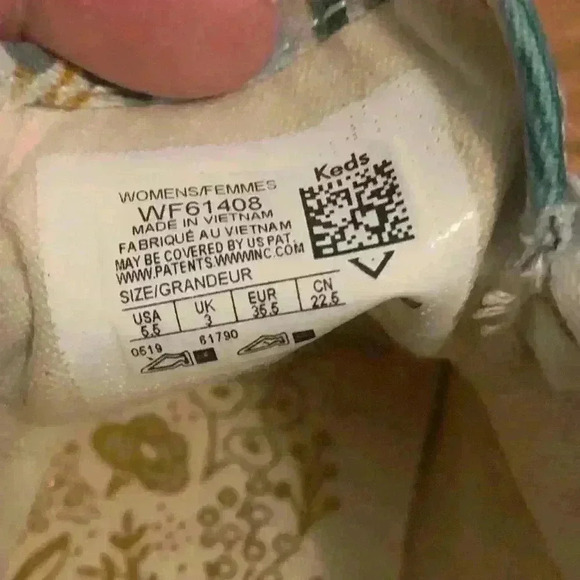 Keds
WOMENS/FEMMES
WF61408
MADE IN VIETNAM
FABRIQUÉ AU VIETNAM
MAY BE COVERED BY US PAT.
WWW.PATENTS.WWWINC.COM
SIZE/GRANDEUR
USA UK EUR CN
5.5 3 35.5 22.5
0519 61790